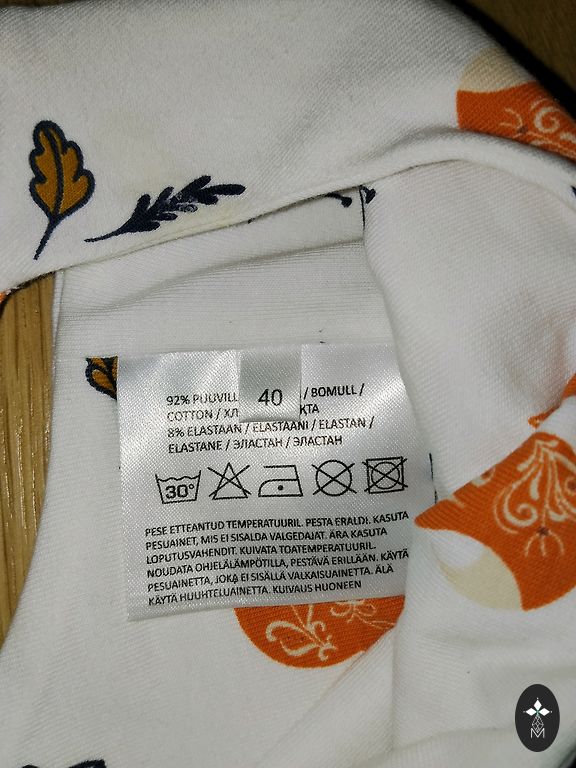 92% PUUVILL 40 / BOMULL /
COTTON / ХЛ КТА
8% ELASTAAN / ELASTAANI / ELASTAN /
ELASTANE / ЭЛАСТАН / ЭЛАСТАН
30°
PESE ETTEANTUD TEMPERATUURIL. PESTA ERALDI. KASUTA
PESUAINET, MIS EI SISALDA VALGEDAJAT. ÄRA KASUTA
LOPUTUSVAHENDIT. KUIVATA TOATEMPERATUURIL.
NOUDATA OHJELÄLÄMPÖTILLA, PESTÄVÄ ERILLÄÄN. KÄYTÄ
PESUAINETTA, JOKA EI SISÄLLÄ VALKAISUAINETTA. ÄLÄ
KÄYTÄ HUUHTELUAINETTA. KUIVAUS HUONEEN
M